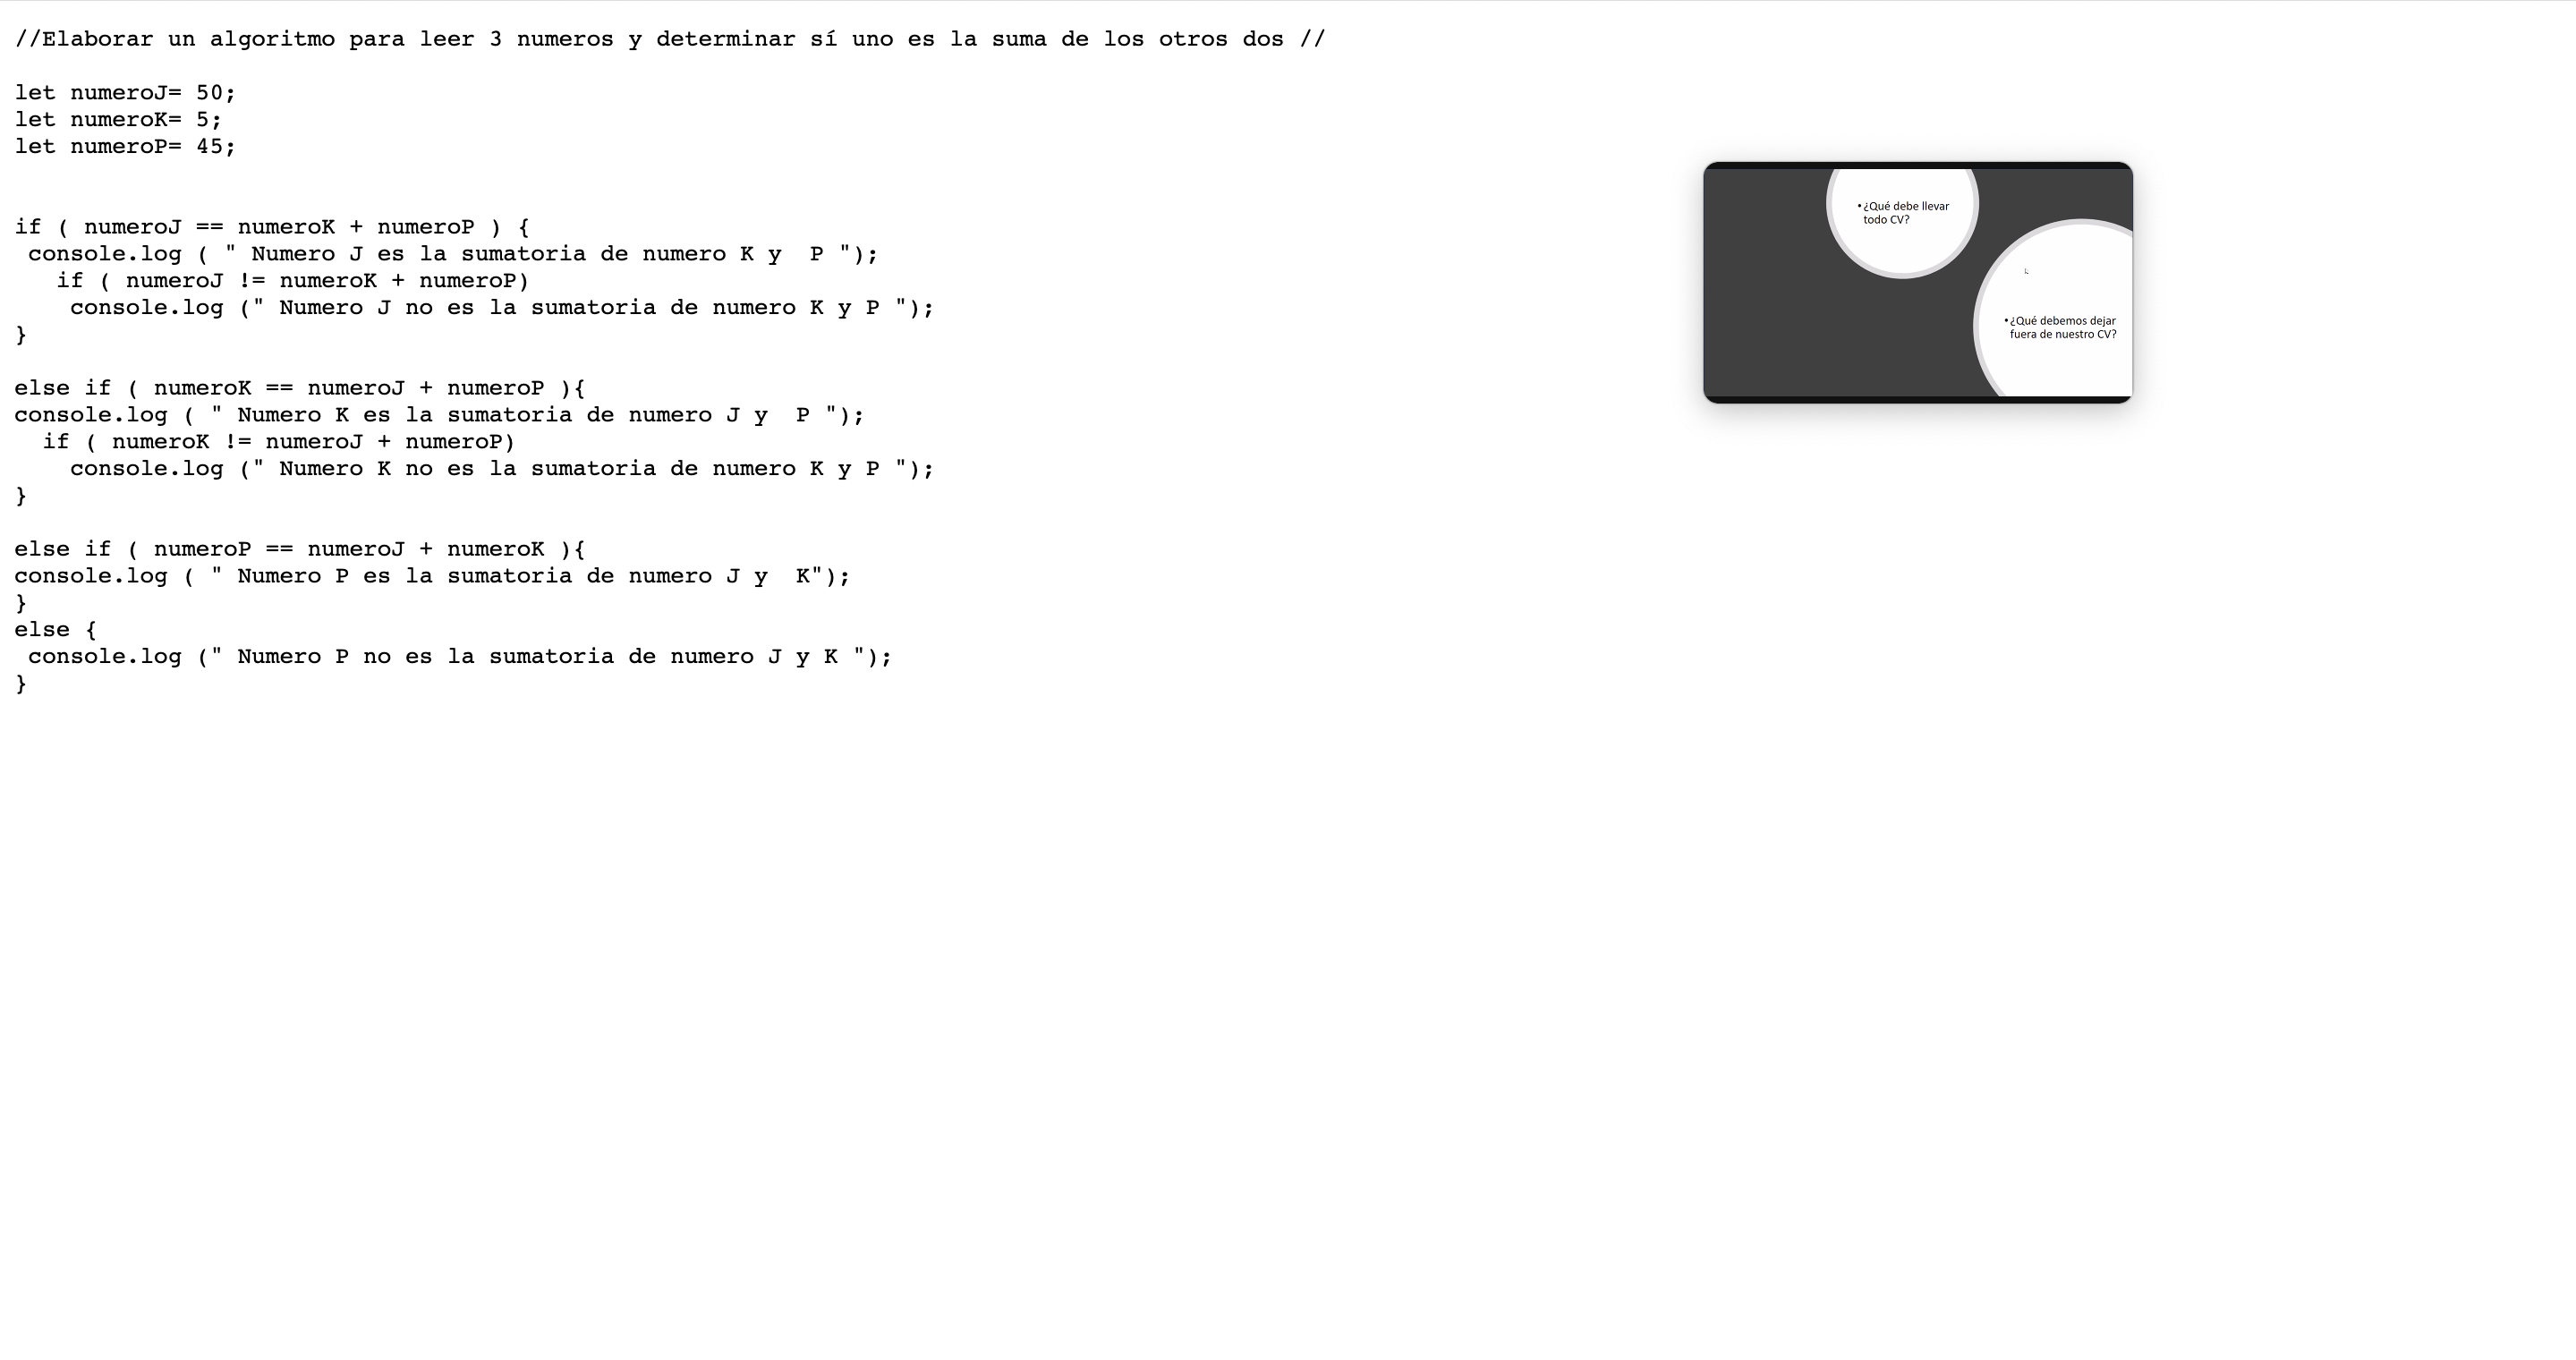 //Elaborar un algoritmo para leer 3 numeros y determinar sí uno es la suma de los otros dos //
let numeroJ= 50;
let numeroK= 5;
let numeroP= 45;
if ( numeroJ == numeroK + numeroP ) {
console.log ( " Numero J es la sumatoria de numero K y  P ");
if ( numeroJ != numeroK + numeroP)
console.log (" Numero J no es la sumatoria de numero K y P ");
}
else if ( numeroK == numeroJ + numeroP ){
console.log ( " Numero K es la sumatoria de numero J y  P ");
if ( numeroK != numeroJ + numeroP)
console.log (" Numero K no es la sumatoria de numero K y P ");
}
else if ( numeroP == numeroJ + numeroK ){
console.log ( " Numero P es la sumatoria de numero J y  K");
}
else {
console.log (" Numero P no es la sumatoria de numero J y K ");
}
•¿Qué debe llevar
todo CV?
•¿Qué debemos dejar
fuera de nuestro CV?